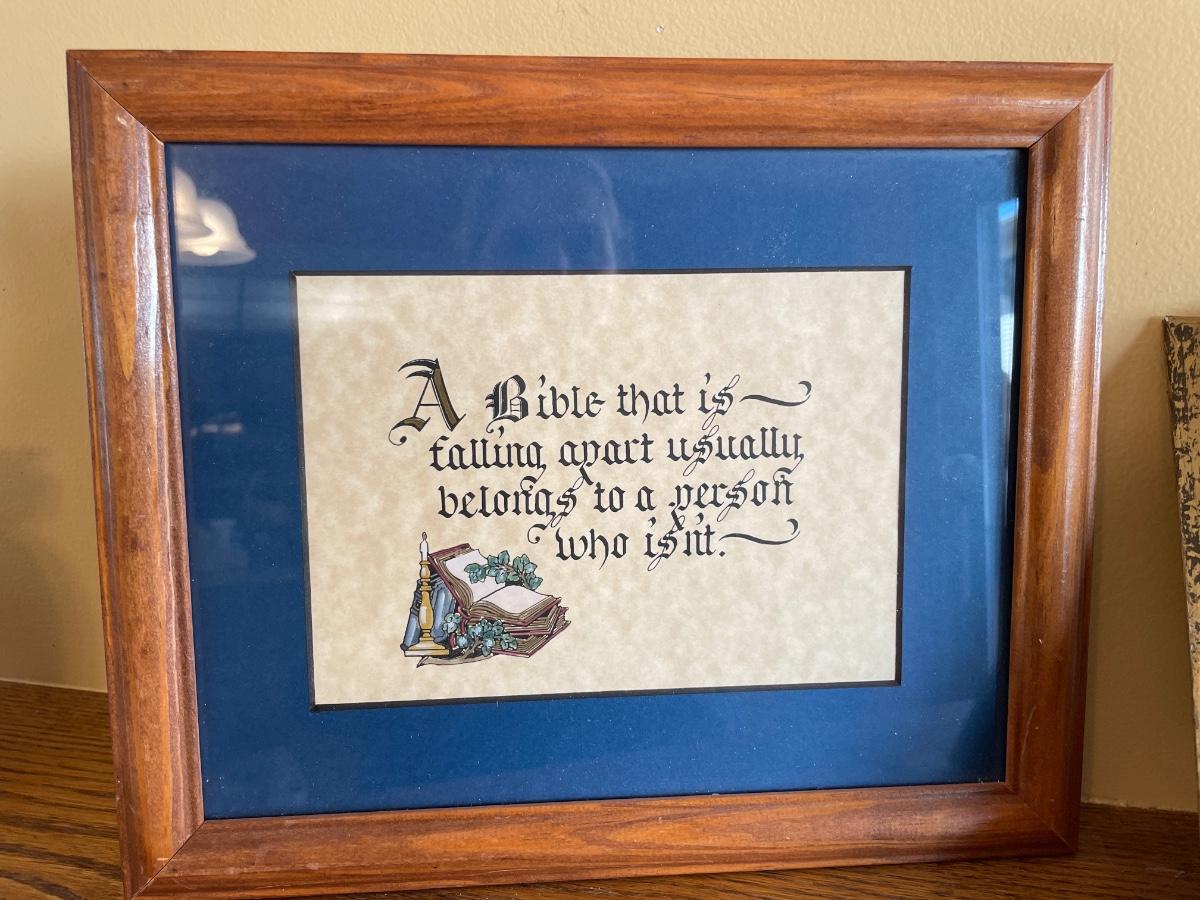 A Bible that is
falling apart usually
belongs to a person
who isn't.